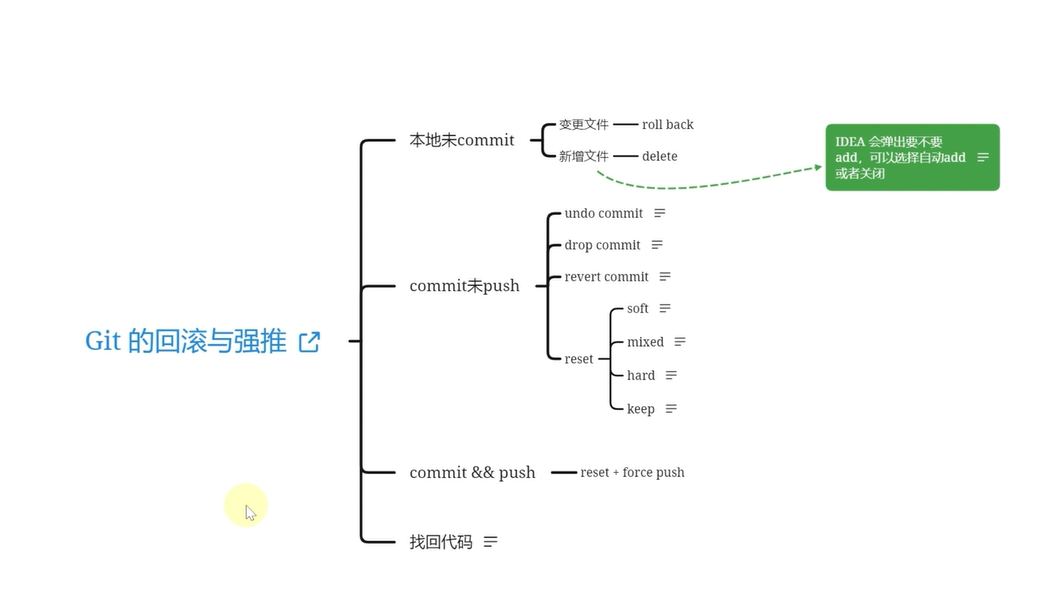 Git 的回滚与强推
本地未commit
变更文件
roll back
新增文件
delete
IDEA 会弹出要不要
add，可以选择自动add
或者关闭
commit未push
undo commit
drop commit
revert commit
reset
soft
mixed
hard
keep
commit && push
reset + force push
找回代码